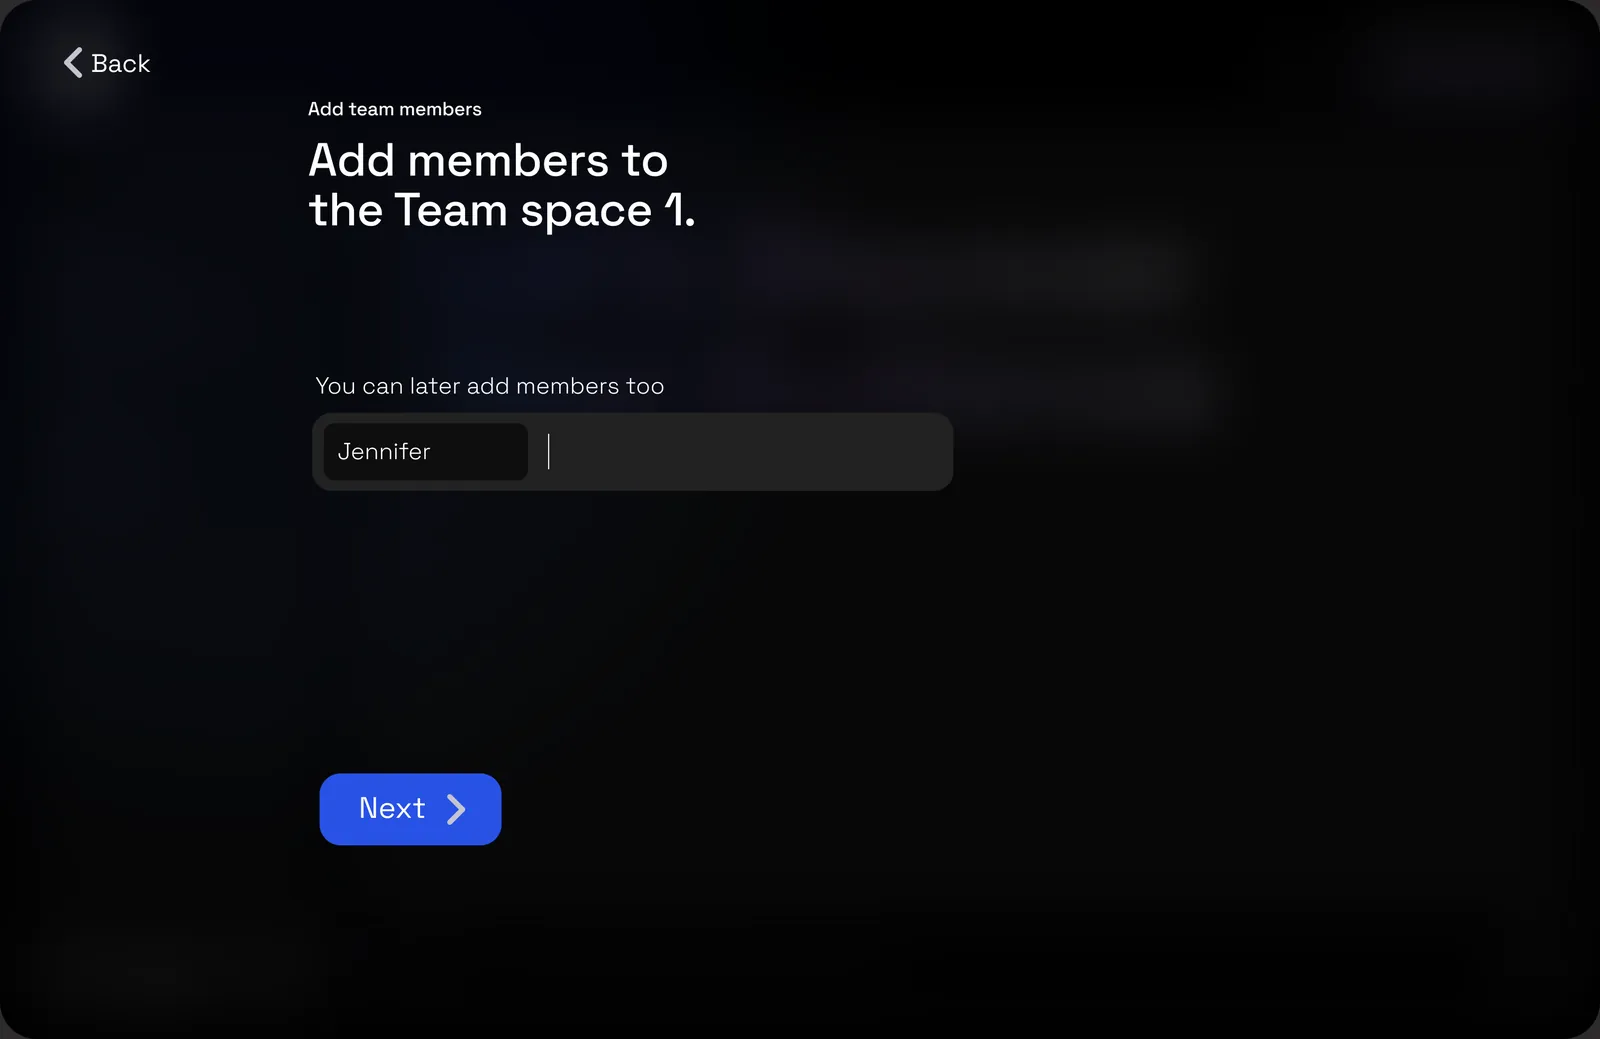 Back
Add team members
Add members to
the Team space 1.
You can later add members too
Jennifer
Next